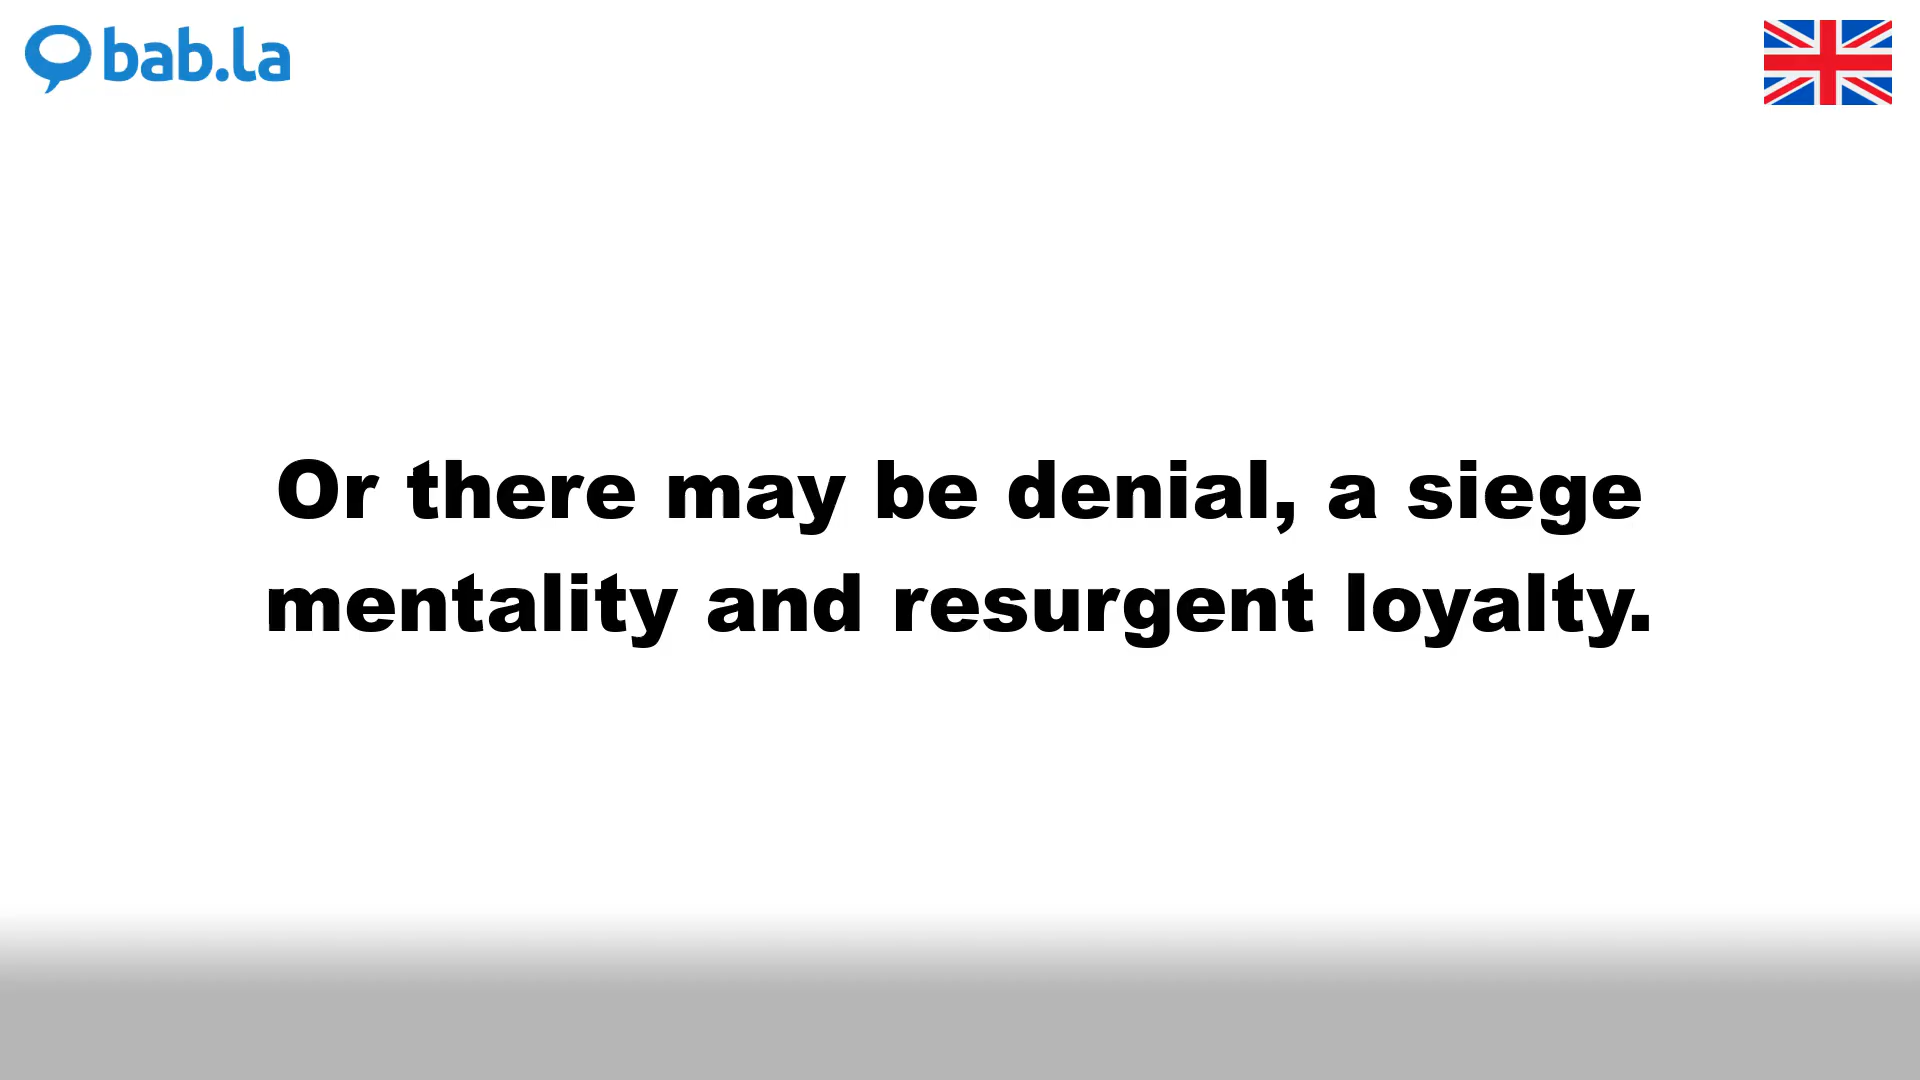 bab.la
Or there may be denial, a siege
mentality and resurgent loyalty.